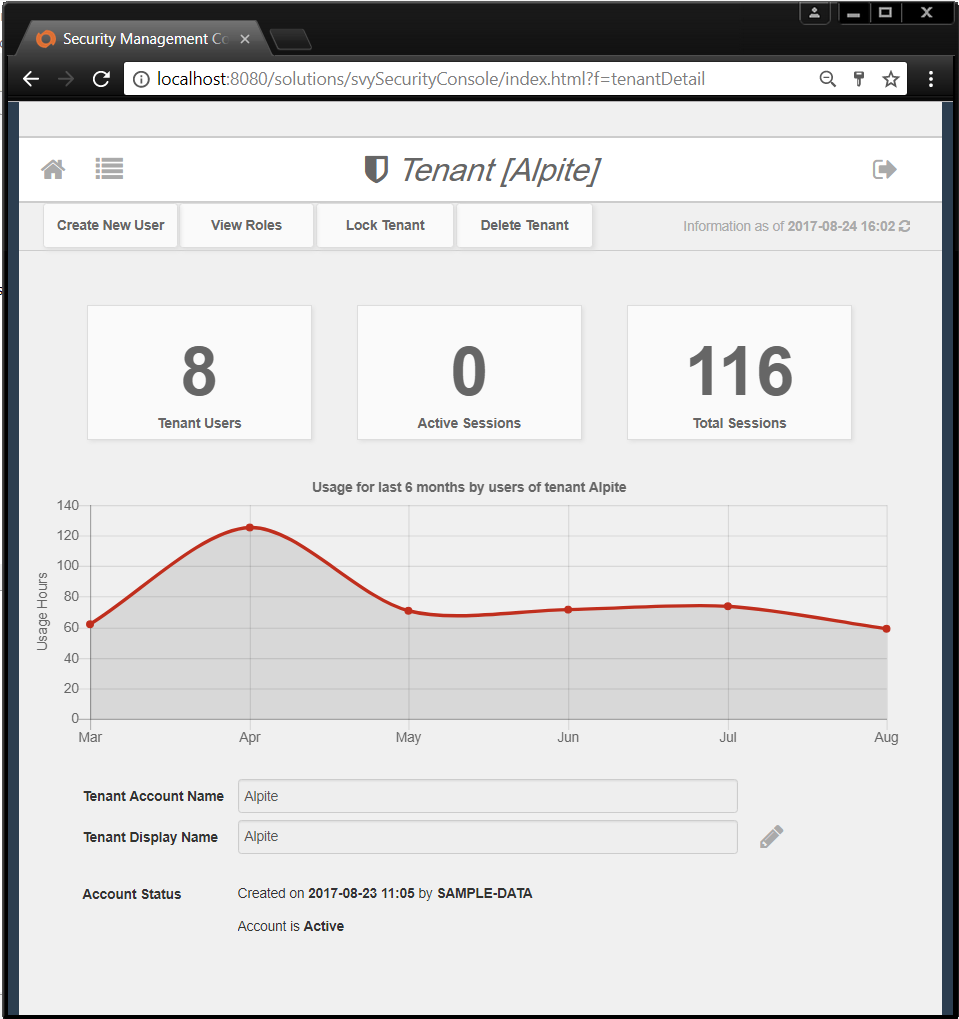 Security Management Co
localhost:8080/solutions/svySecurityConsole/index.html?f=tenantDetail
Tenant [Alpite]
Create New User View Roles Lock Tenant Delete Tenant Information as of 2017-08-24 16:02
8 0 116
Tenant Users Active Sessions Total Sessions
Usage for last 6 months by users of tenant Alpite
Usage Hours
140
120
100
80
60
40
20
0
Mar Apr May Jun Jul Aug
Tenant Account Name Alpite
Tenant Display Name Alpite
Account Status Created on 2017-08-23 11:05 by SAMPLE-DATA
Account is Active